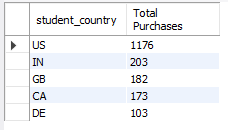 student_country Total
Purchases
US 1176
IN 203
GB 182
CA 173
DE 103